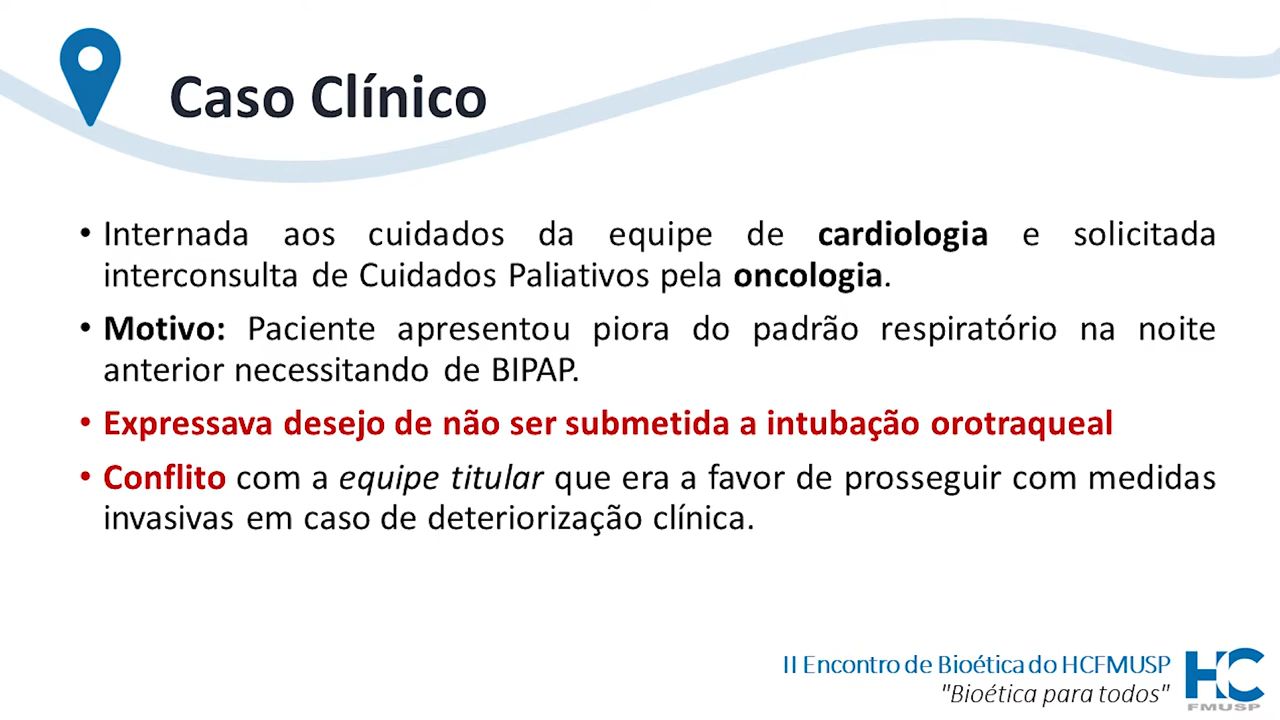 Caso Clínico
• Internada aos cuidados da equipe de cardiologia e solicitada
interconsulta de Cuidados Paliativos pela oncologia.
• Motivo: Paciente apresentou piora do padrão respiratório na noite
anterior necessitando de BIPAP.
• Expressava desejo de não ser submetida a intubação orotraqueal
• Conflito com a equipe titular que era a favor de prosseguir com medidas
invasivas em caso de deteriorização clínica.
II Encontro de Bioética do HCFMUSP
"Bioética para todos"
HC
FMUSP